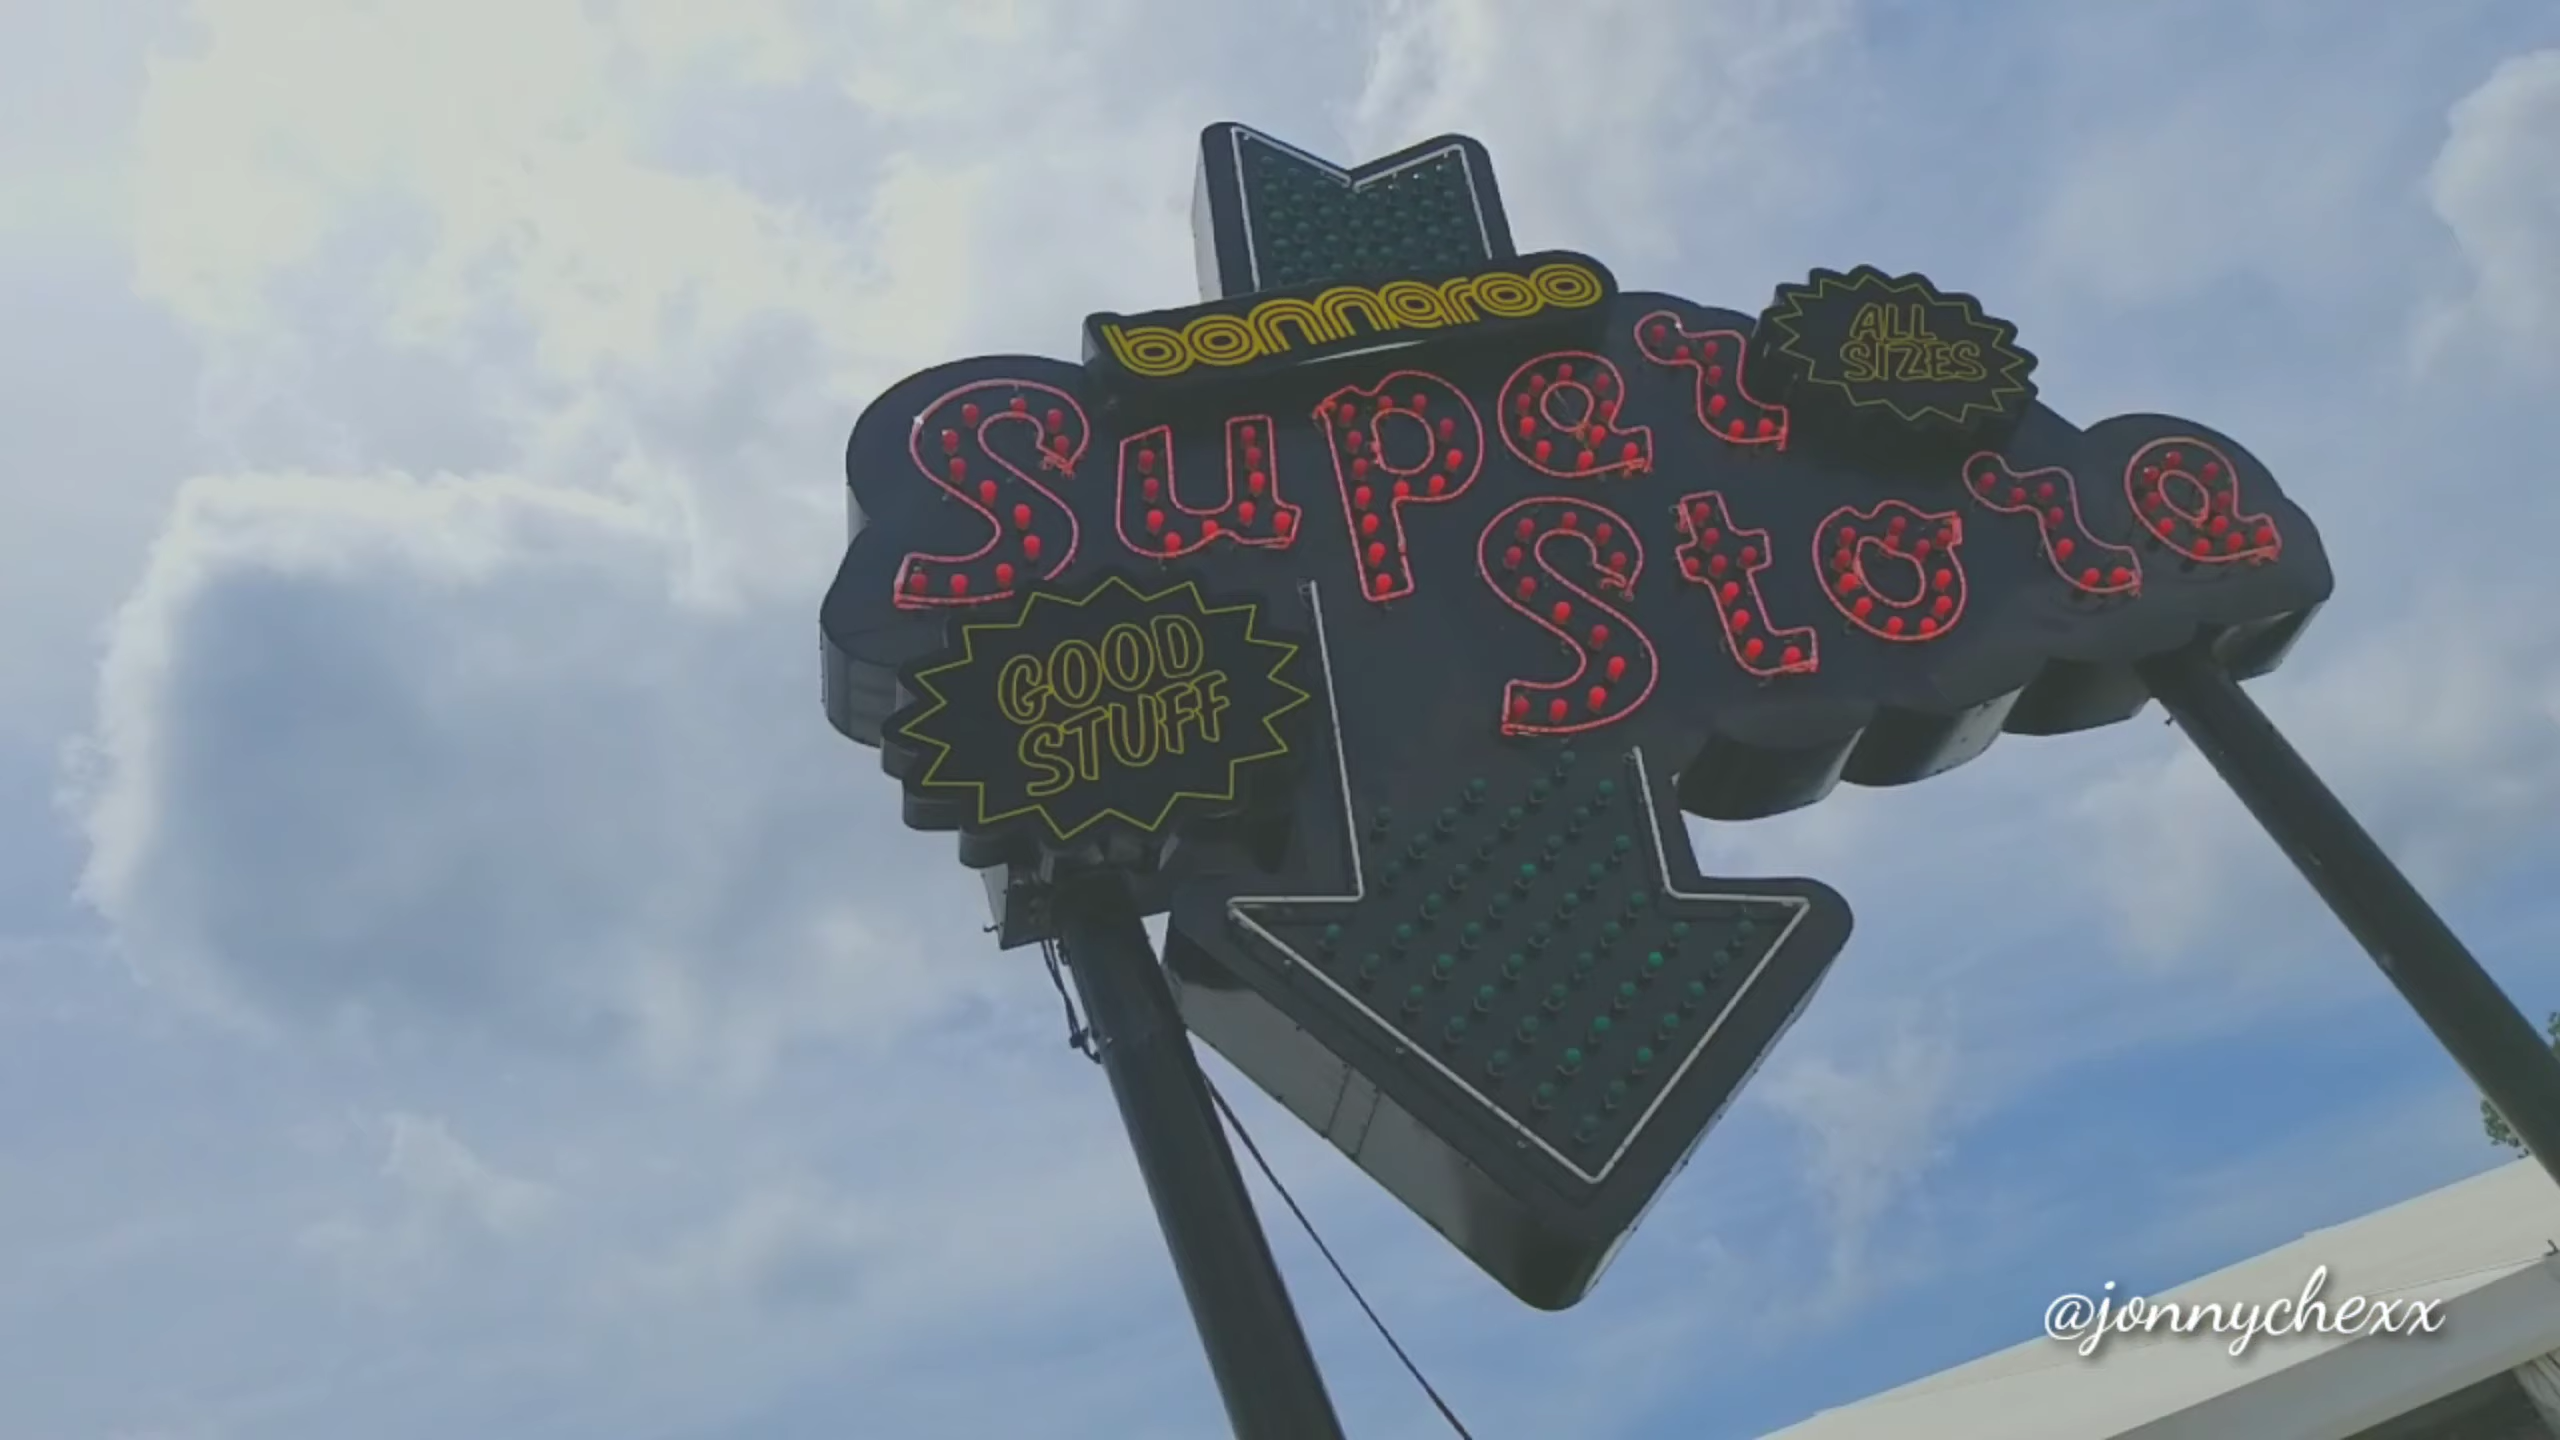 bonnaroo
Super
Store
ALL
SIZES
GOOD
STUFF
@jonnychexx